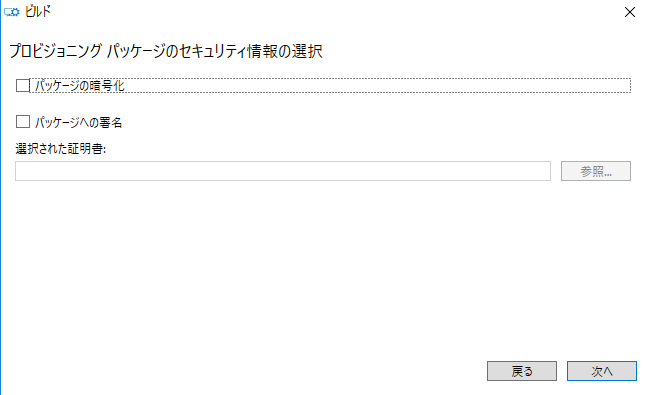 ビルド
プロビジョニング パッケージのセキュリティ情報の選択
パッケージの暗号化
パッケージへの署名
選択された証明書:
参照...
戻る
次へ